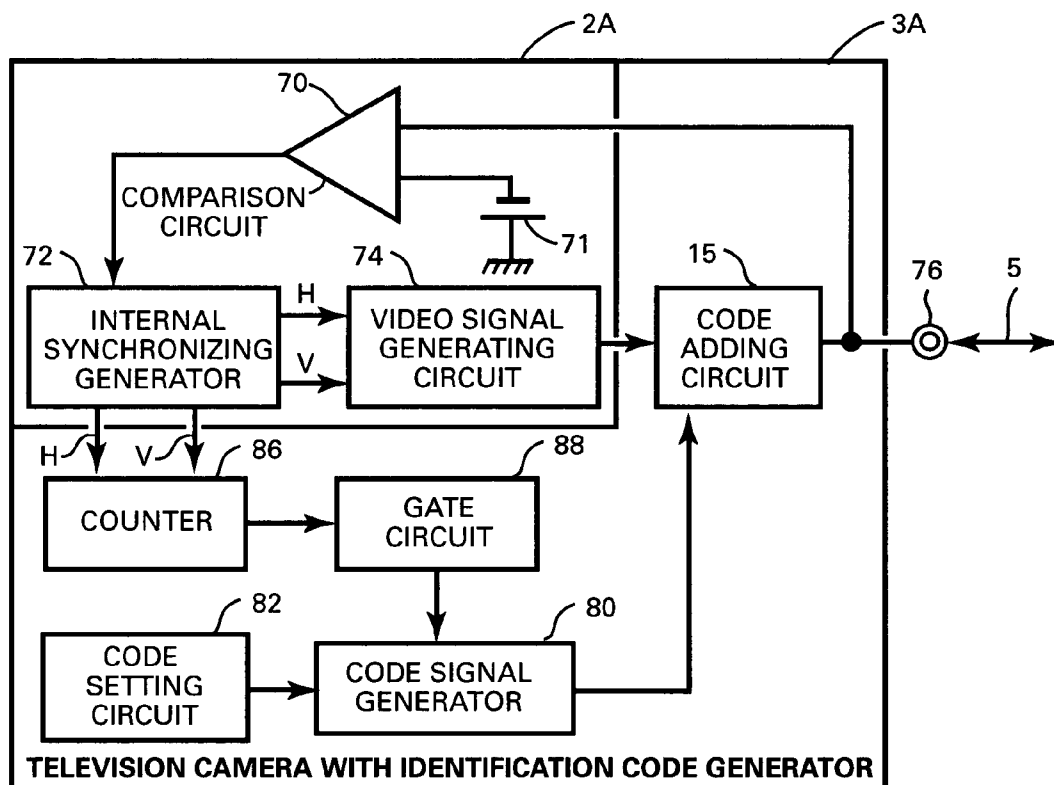 2A
3A
70
COMPARISON
CIRCUIT
71
72
74
15
76
5
INTERNAL
SYNCHRONIZING
GENERATOR
H
V
VIDEO SIGNAL
GENERATING
CIRCUIT
CODE
ADDING
CIRCUIT
H
V
86
88
COUNTER
GATE
CIRCUIT
82
80
CODE
SETTING
CIRCUIT
CODE SIGNAL
GENERATOR
TELEVISION CAMERA WITH IDENTIFICATION CODE GENERATOR